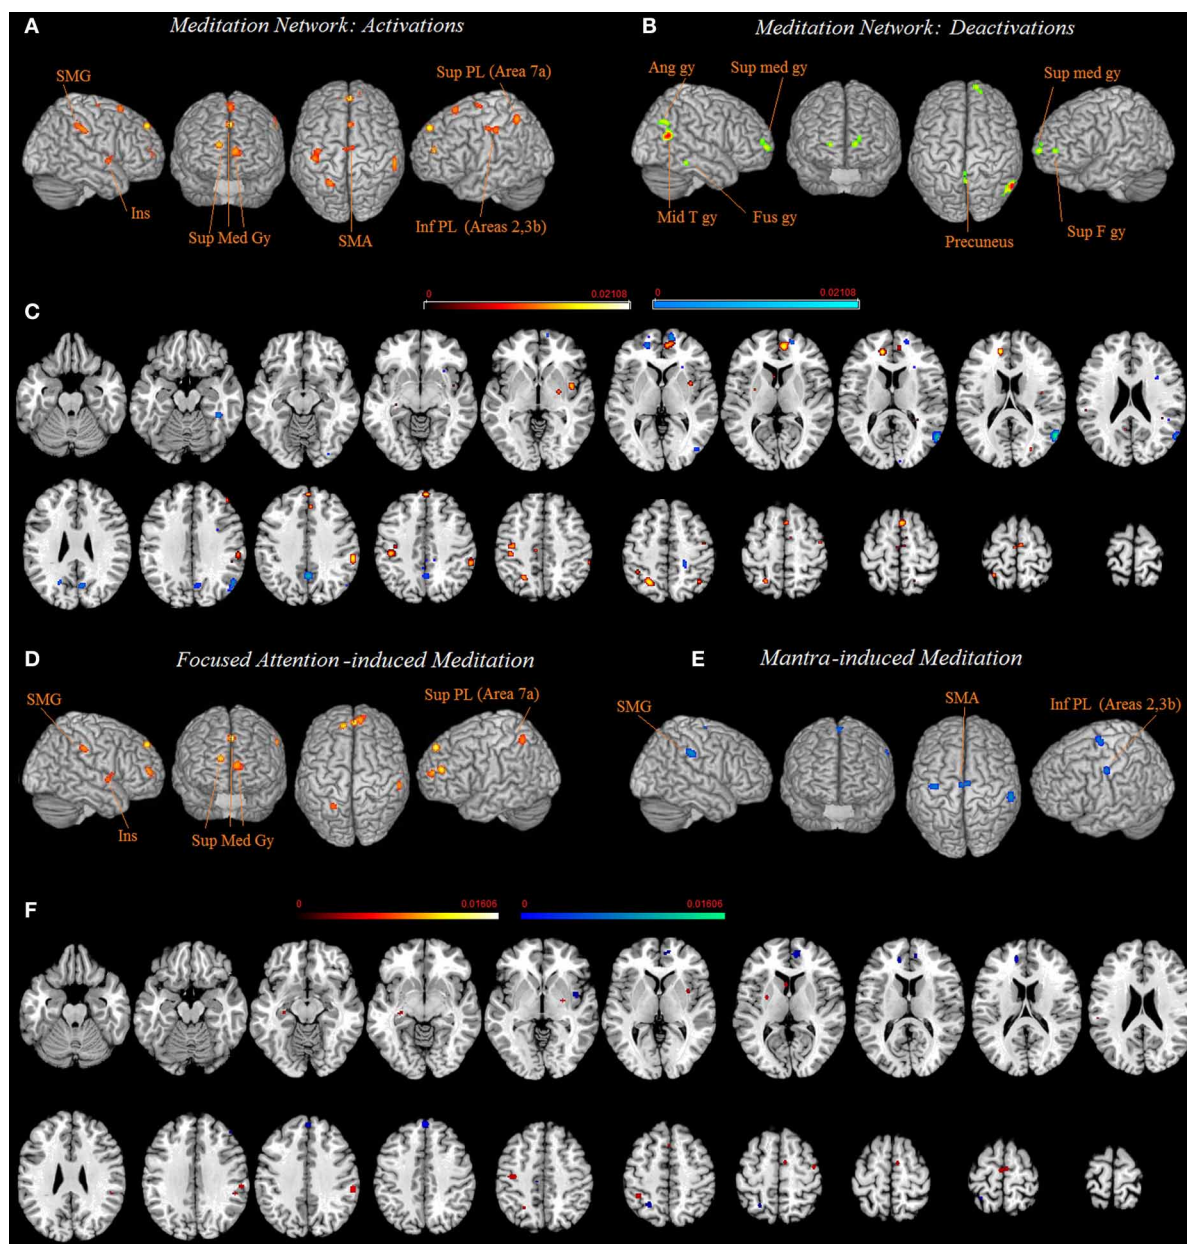 A
Meditation Network: Activations
SMG
Sup PL (Area 7a)
Ins
Sup Med Gy
SMA
Inf PL (Areas 2,3b)
B
Meditation Network: Deactivations
Ang gy
Sup med gy
Sup med gy
Mid T gy
Fus gy
Precuneus
Sup F gy
C
0 0.02108
0 0.02108
D
Focused Attention -induced Meditation
SMG
Sup PL (Area 7a)
Ins
Sup Med Gy
E
Mantra-induced Meditation
SMG
SMA
Inf PL (Areas 2,3b)
F
0 0.01606
0 0.01606